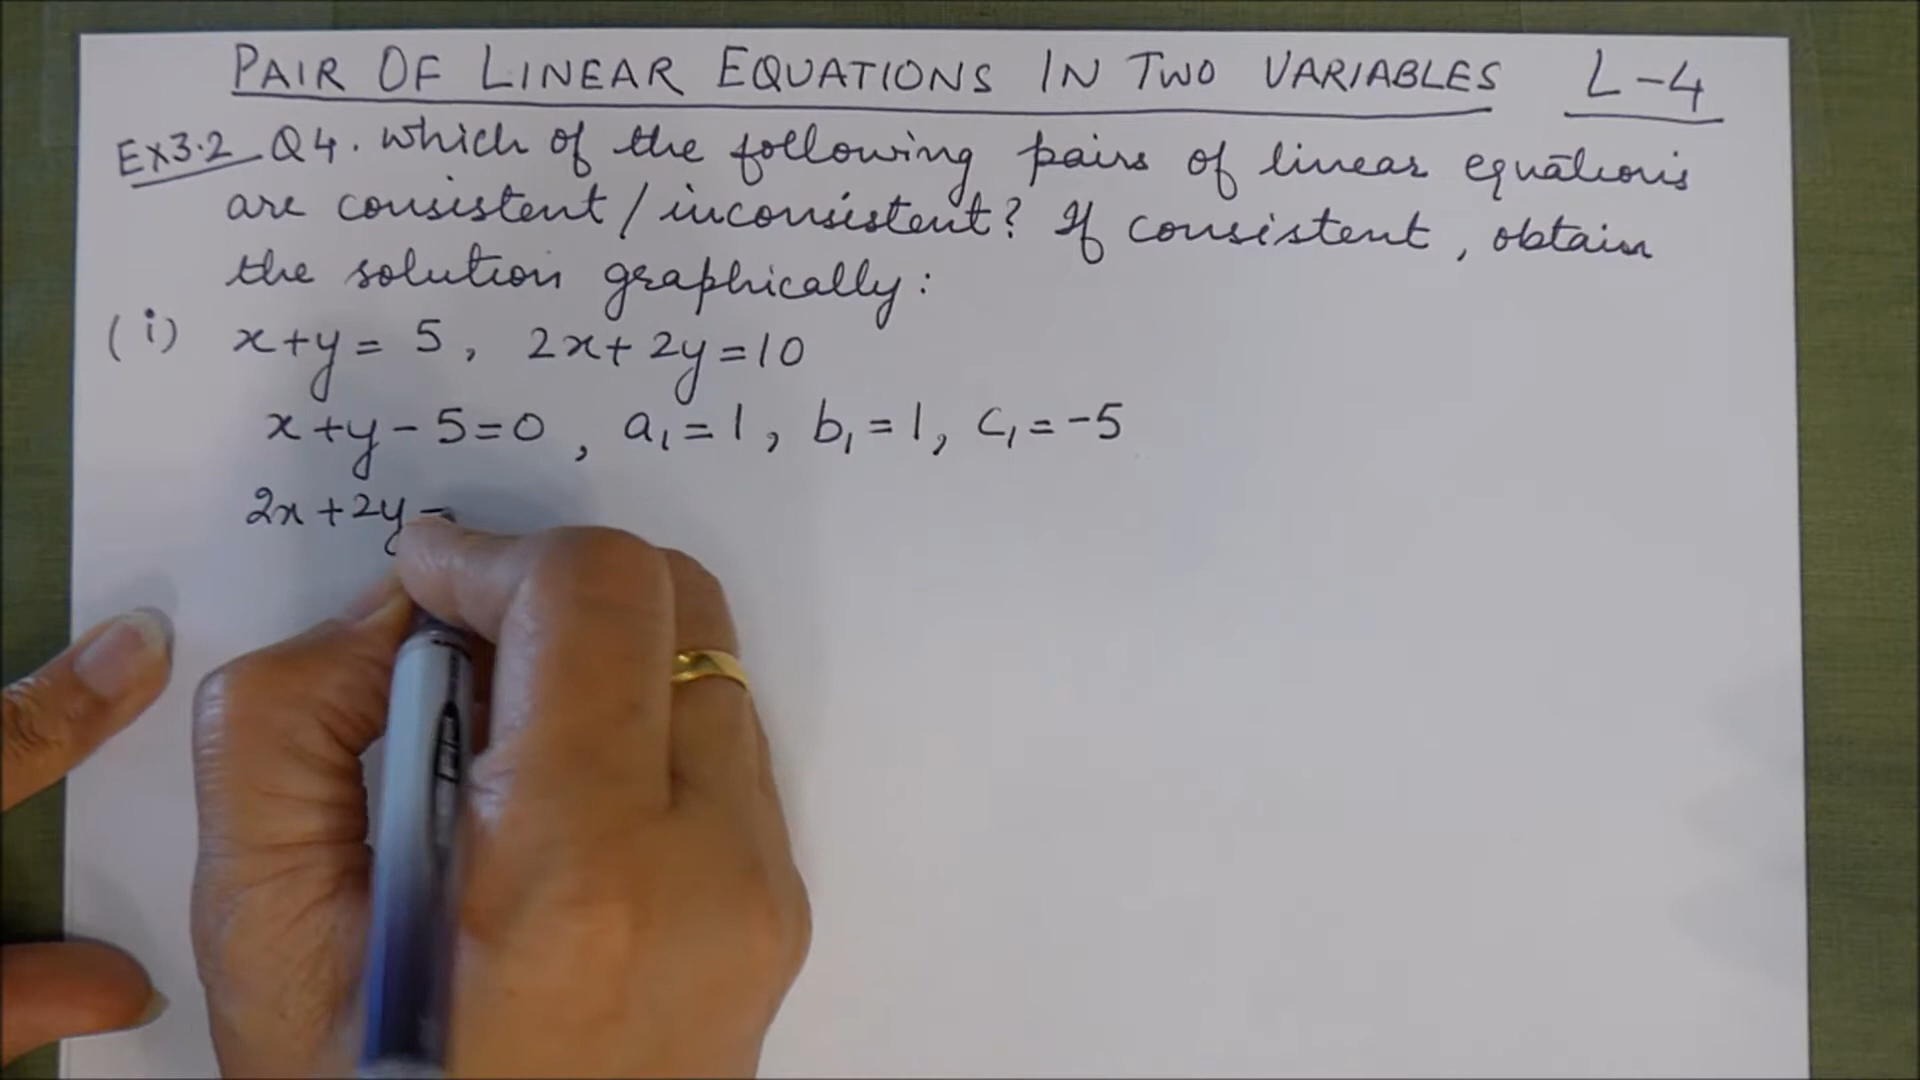 PAIR OF LINEAR EQUATIONS IN TWO VARIABLES L-4
Ex3.2 Q4. Which of the following pairs of linear equations
are consistent/inconsistent? If consistent, obtain
the solution graphically:
(i) x+y= 5, 2x+2y=10
x+y-5=0, a₁=1, b₁=1, c₁=-5
2x+2y-